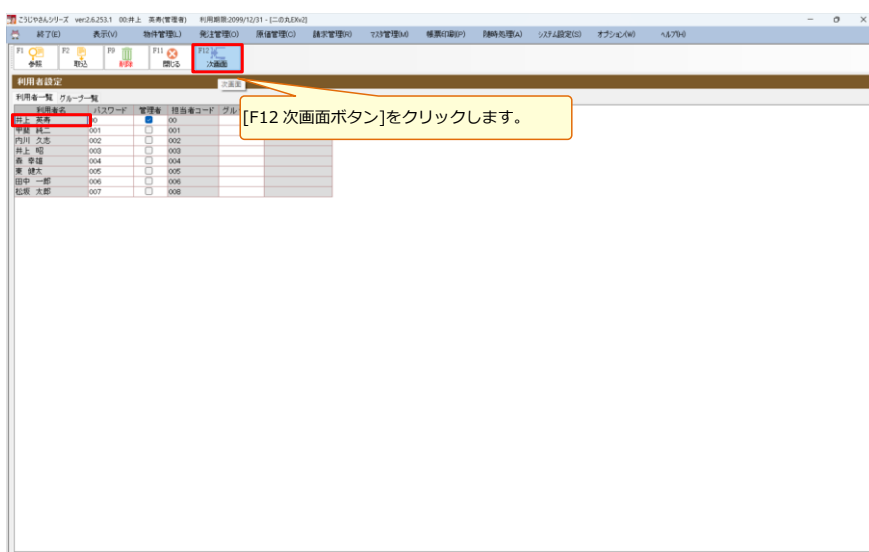 こうじやさんシリーズ ver.2.6.253.1 00:井上 英寿(管理者) 利用期限:2099/12/31 - [二の丸EXv2]
終了(E) 表示(V) 物件管理(L) 発注管理(O) 原価管理(C) 請求管理(R) マスタ管理(M) 帳票印刷(P) 随時処理(A) システム設定(S) オプション(W) ヘルプ(H)
F1 F2 F9 F11 F12
参照 取込 削除 閉じる 次画面
利用者設定
次画面
利用者一覧 グループ一覧
利用者名 パスワード 管理者 担当者コード グル
[F12 次画面ボタン]をクリックします。
井上 英寿 00 00
甲斐 純二 001 001
内川 久志 002 002
井上 昭 003 003
森 幸雄 004 004
東 健太 005 005
田中 一郎 006 006
松坂 太郎 007 008